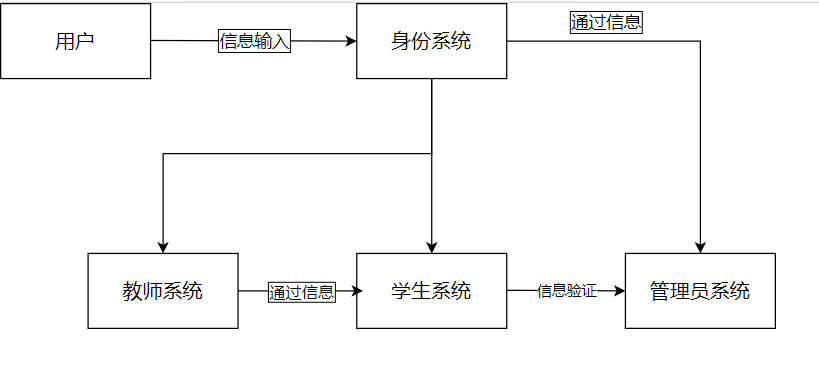 用户
信息输入
身份系统
通过信息
教师系统
通过信息
学生系统
信息验证
管理员系统